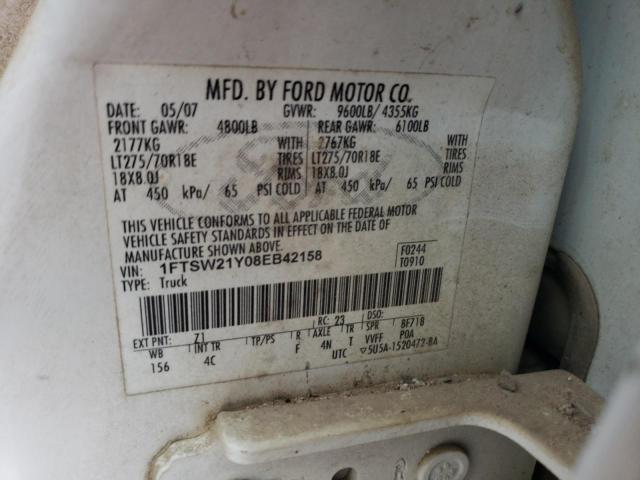 MFD. BY FORD MOTOR CO.
DATE: 05/07 GVWR: 9600LB/ 4355KG
FRONT GAWR: 4800LB REAR GAWR: 6100LB
2177KG WITH 2767KG WITH
LT275/70R18E TIRES LT275/70R18E TIRES
18X8.0J RIMS 18X8.0J RIMS
AT 450 kPa/ 65 PSI COLD AT 450 kPa/ 65 PSI COLD
THIS VEHICLE CONFORMS TO ALL APPLICABLE FEDERAL MOTOR
VEHICLE SAFETY STANDARDS IN EFFECT ON THE DATE OF
MANUFACTURE SHOWN ABOVE.
VIN: 1FTSW21Y08EB42158 F0244
TYPE: Truck T0910
EXT PNT: Z1 RC: 23 DSO:
WB INT TR TP/PS R AXLE TR SPR BF718
156 4C F 4N T VVFF POA
UTC ▽5U5A-1520472-BA